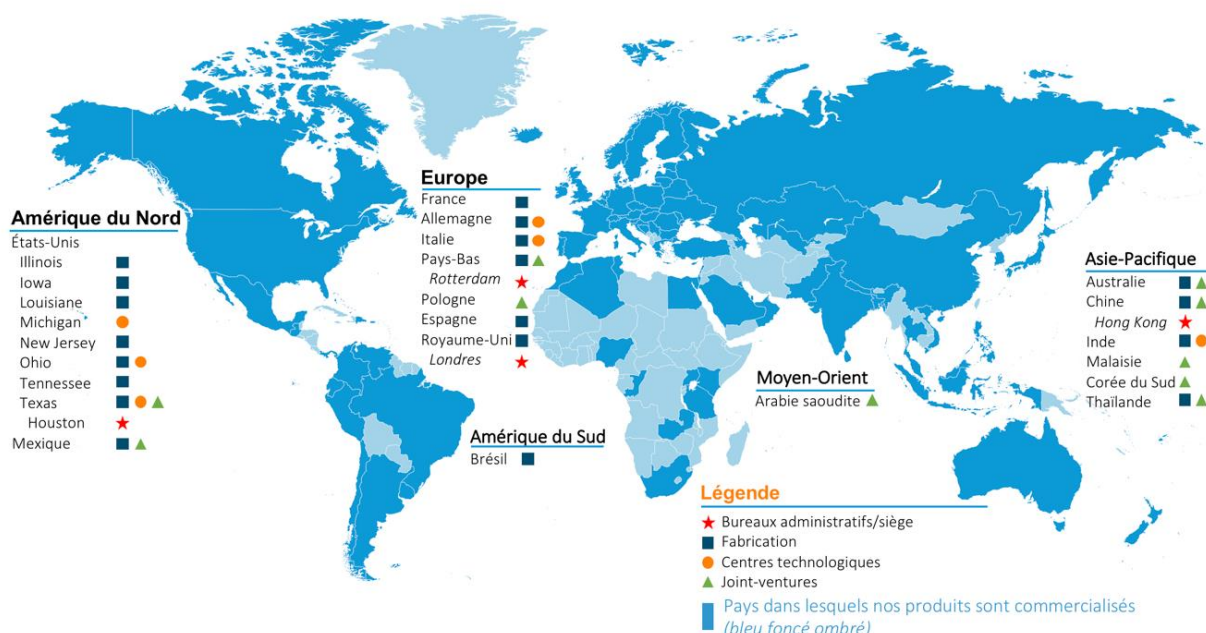 Amérique du Nord
États-Unis
Illinois
Iowa
Louisiane
Michigan
New Jersey
Ohio
Tennessee
Texas
Houston
Mexique
Europe
France
Allemagne
Italie
Pays-Bas
Rotterdam
Pologne
Espagne
Royaume-Uni
Londres
Amérique du Sud
Brésil
Moyen-Orient
Arabie saoudite
Asie-Pacifique
Australie
Chine
Hong Kong
Inde
Malaisie
Corée du Sud
Thaïlande
Légende
Bureaux administratifs/siège
Fabrication
Centres technologiques
Joint-ventures
Pays dans lesquels nos produits sont commercialisés
(bleu foncé ombré)